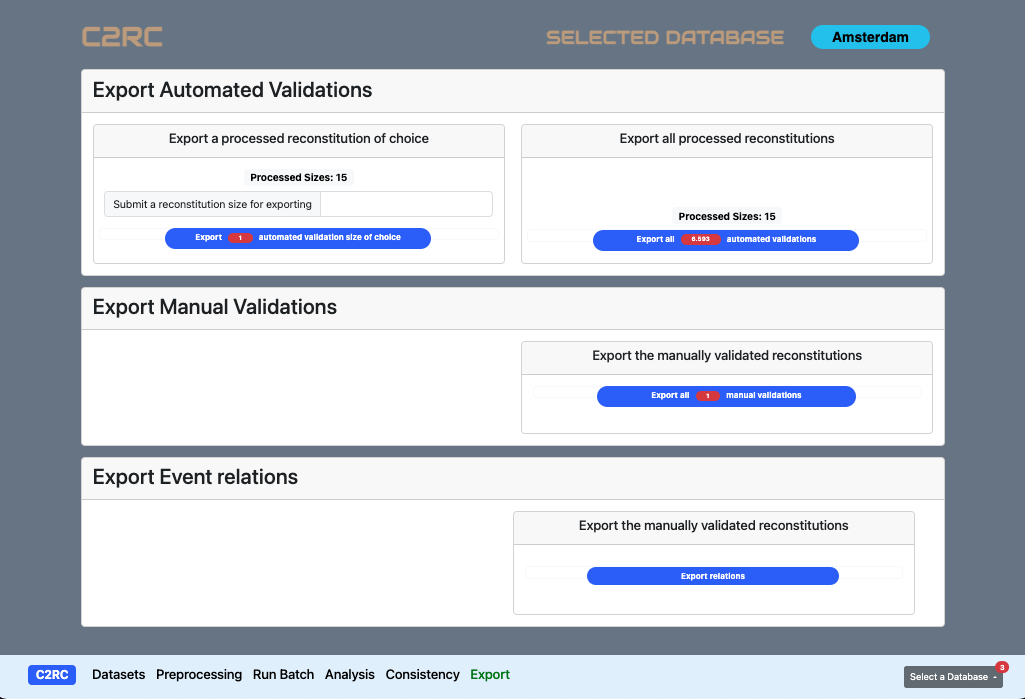 C2RC
SELECTED DATABASE
Amsterdam
Export Automated Validations
Export a processed reconstitution of choice
Processed Sizes: 15
Submit a reconstitution size for exporting
Export 1 automated validation size of choice
Export all processed reconstitutions
Processed Sizes: 15
Export all 6.593 automated validations
Export Manual Validations
Export the manually validated reconstitutions
Export all 1 manual validations
Export Event relations
Export the manually validated reconstitutions
Export relations
C2RC Datasets Preprocessing Run Batch Analysis Consistency Export
Select a Database
3